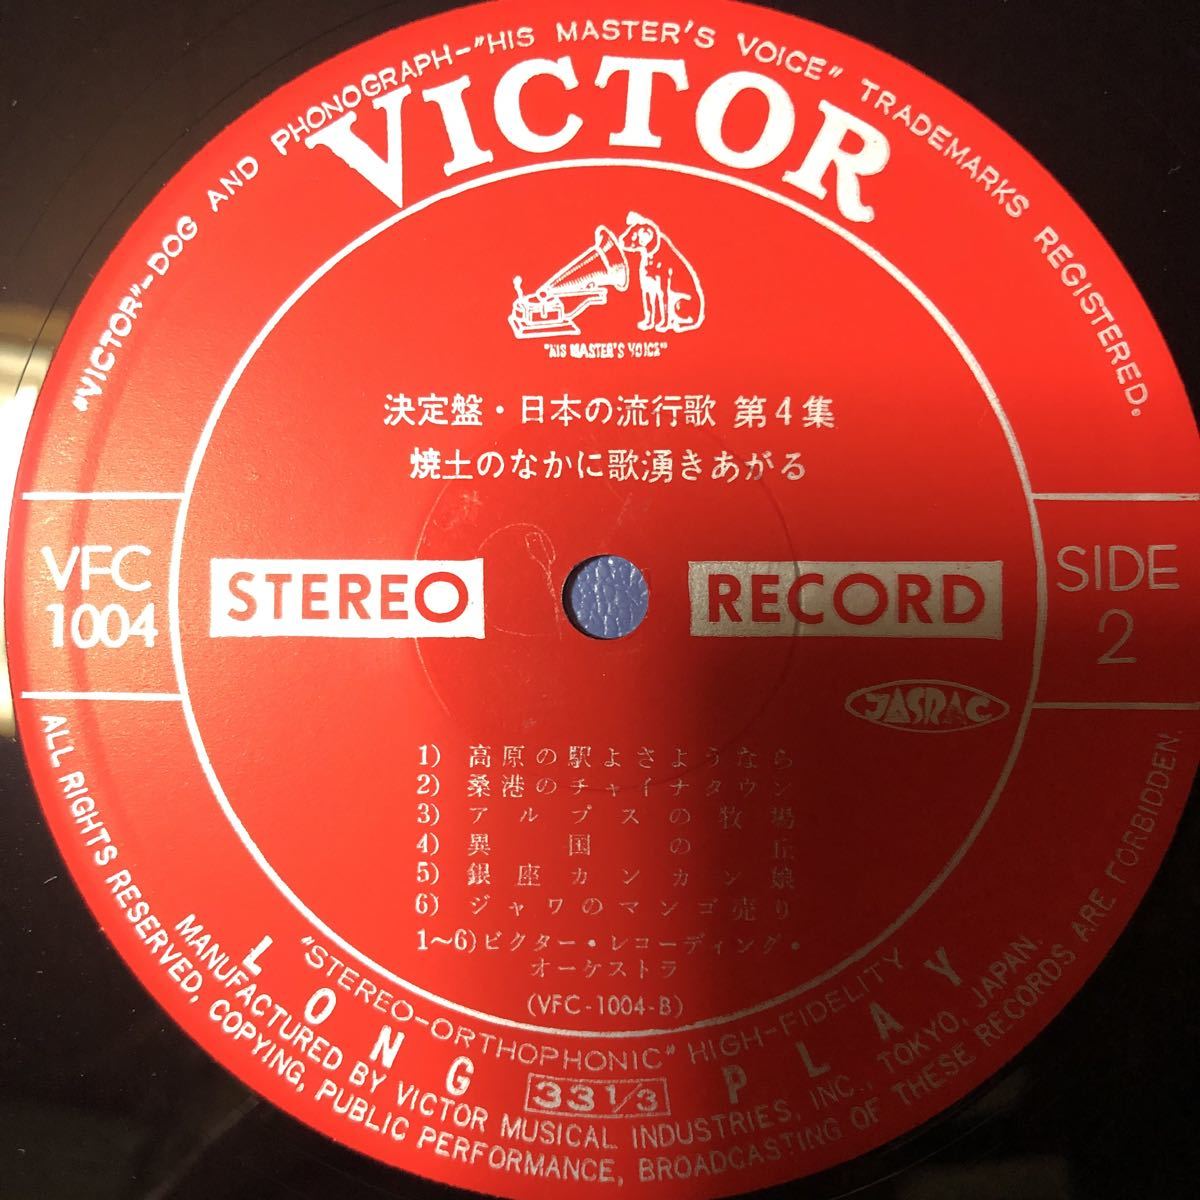 "VICTOR"–DOG AND PHONOGRAPH–"HIS MASTER'S VOICE" TRADEMARKS REGISTERED.
VICTOR
"HIS MASTER'S VOICE"
決定盤・日本の流行歌 第4集
焼土のなかに歌湧きあがる
VFC
1004
STEREO
RECORD
SIDE
2
JASRAC
1) 高原の駅よさようなら
2) 桑港のチャイナタウン
3) アルプスの牧場
4) 異国の丘
5) 銀座カンカン娘
6) ジャワのマンゴ売り
1~6)ビクター・レコーディング・
オーケストラ
(VFC-1004-B)
"STEREO-ORTHOPHONIC" HIGH-FIDELITY
LONG PLAY
33 1/3
MANUFACTURED BY VICTOR MUSICAL INDUSTRIES, INC., TOKYO, JAPAN.
ALL RIGHTS RESERVED, COPYING, PUBLIC PERFORMANCE, BROADCASTING OF THESE RECORDS ARE FORBIDDEN.